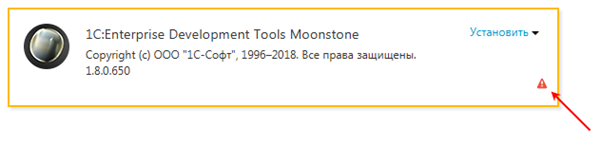 1C:Enterprise Development Tools Moonstone
Установить
Copyright (c) ООО "1С-Софт", 1996–2018. Все права защищены.
1.8.0.650